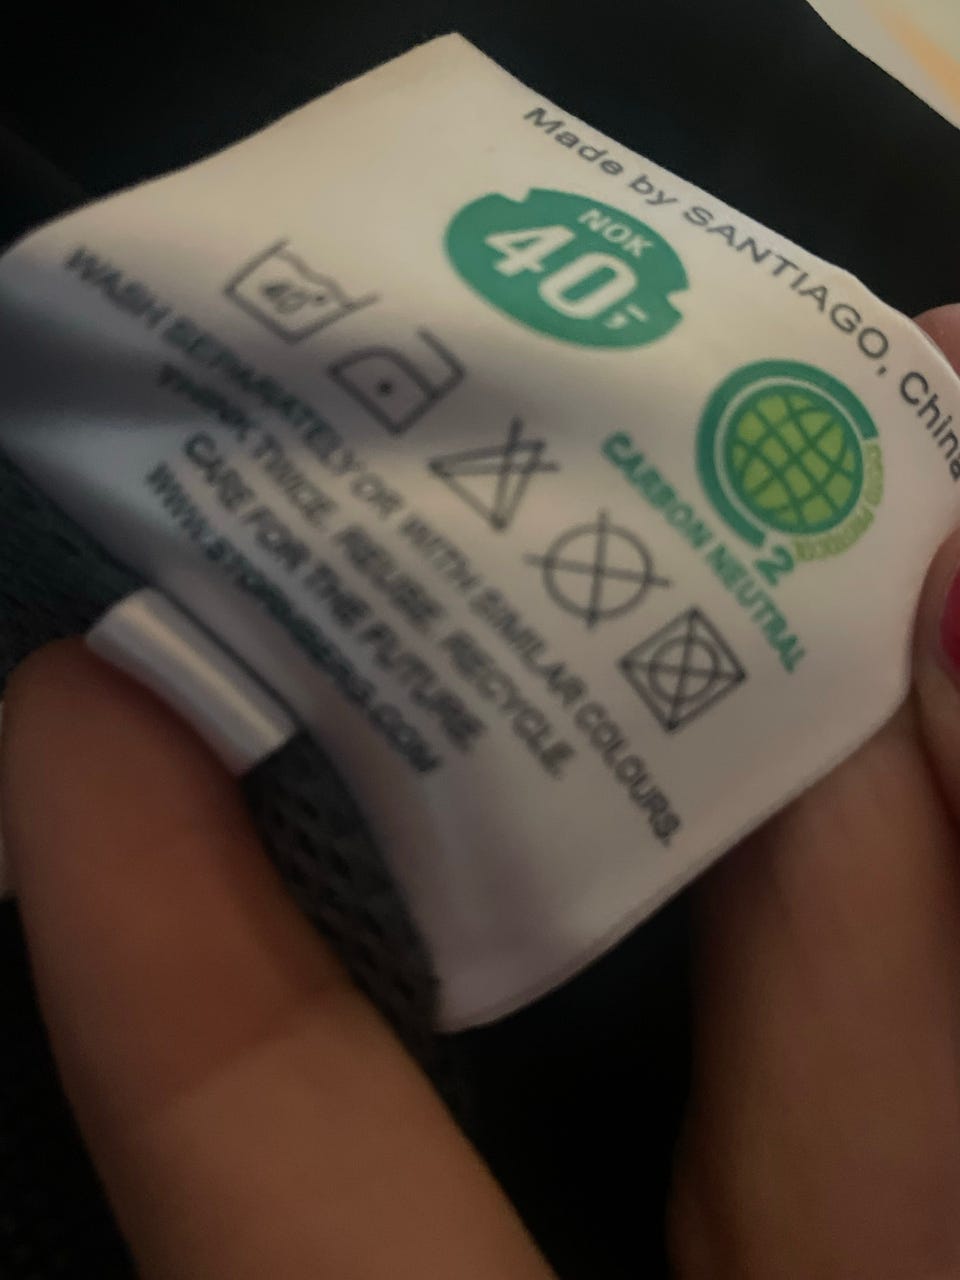 Made by SANTIAGO, China
NOK
40,-
CARBON NEUTRAL
2
40°
WASH SEPARATELY OR WITH SIMILAR COLOURS.
THINK TWICE. REUSE. RECYCLE.
CARE FOR THE FUTURE.